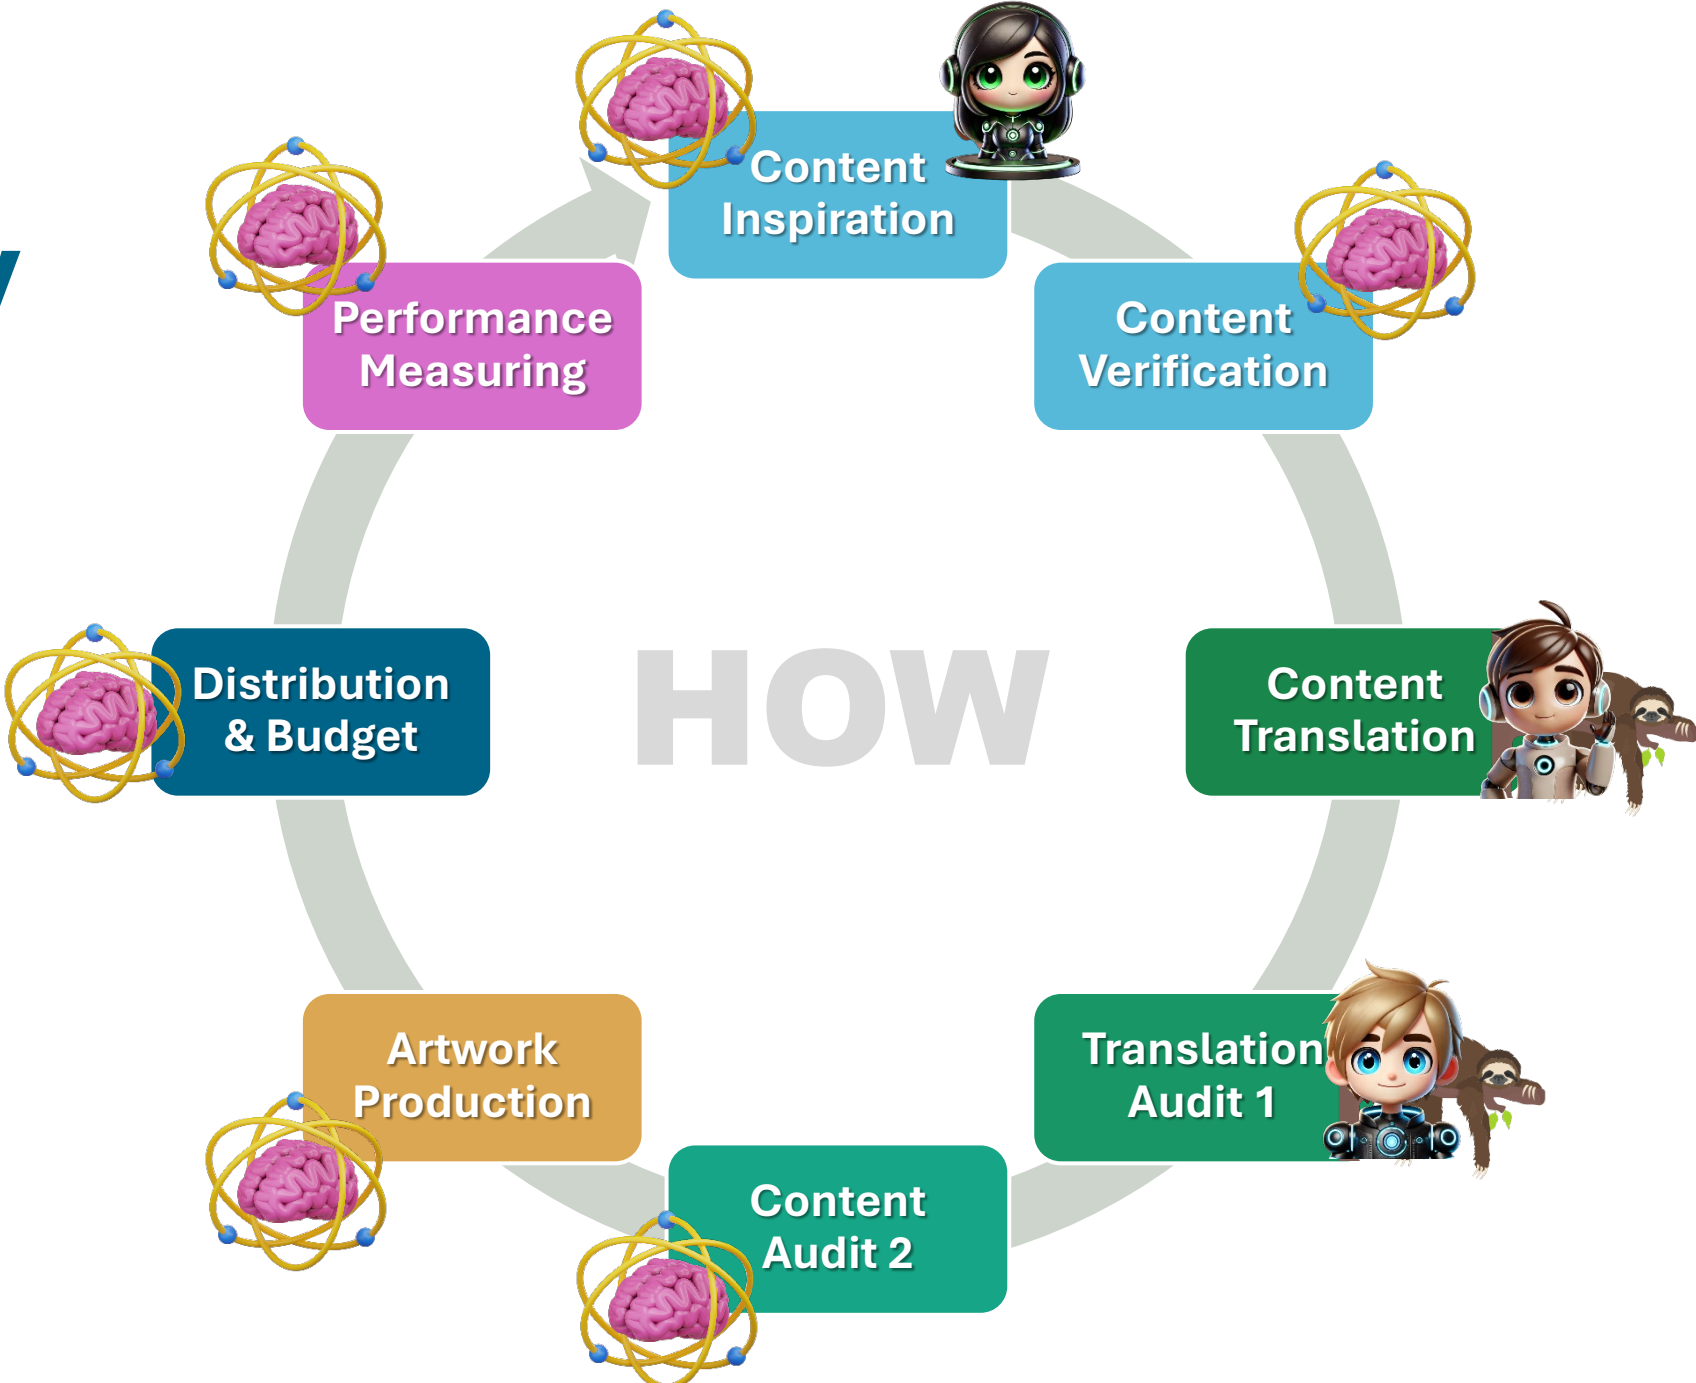 Content
Inspiration
Content
Verification
Content
Translation
Translation
Audit 1
Content
Audit 2
Artwork
Production
Distribution
& Budget
Performance
Measuring
HOW